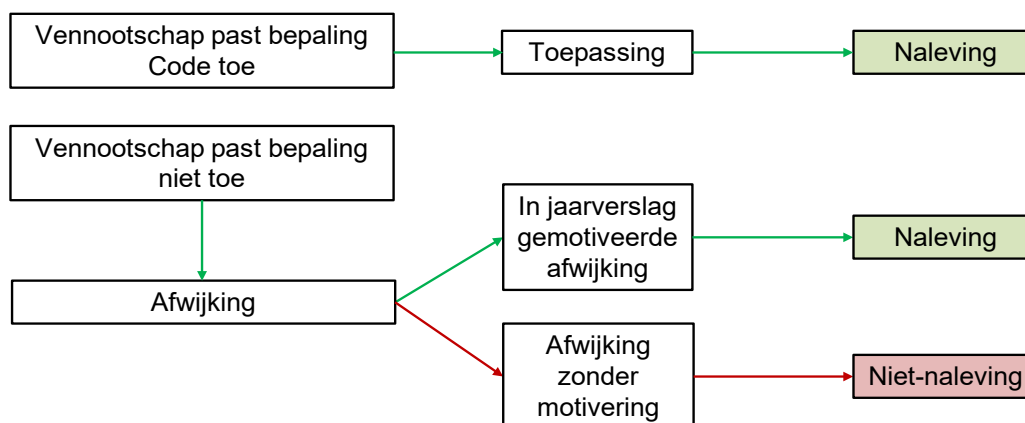 Vennootschap past bepaling
Code toe
Toepassing
Naleving
Vennootschap past bepaling
niet toe
In jaarverslag
gemotiveerde
afwijking
Naleving
Afwijking
Afwijking
zonder
motivering
Niet-naleving